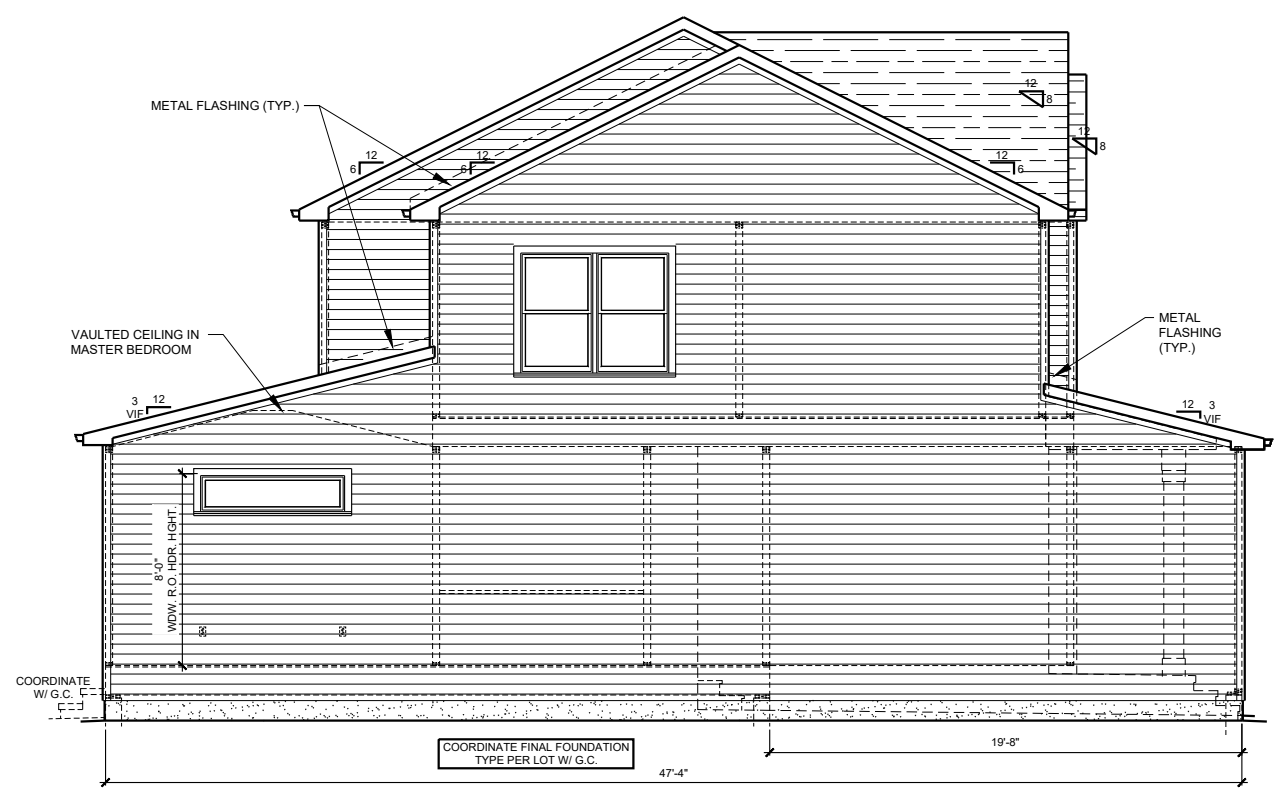 12
8
METAL FLASHING (TYP.)
12
8
12
6
12
6
12
6
METAL
FLASHING
(TYP.)
VAULTED CEILING IN
MASTER BEDROOM
3
12
VIF
12
3
VIF
8'-0"
WDW. R.O. HDR. HGHT.
COORDINATE
W/ G.C.
COORDINATE FINAL FOUNDATION
TYPE PER LOT W/ G.C.
19'-8"
47'-4"